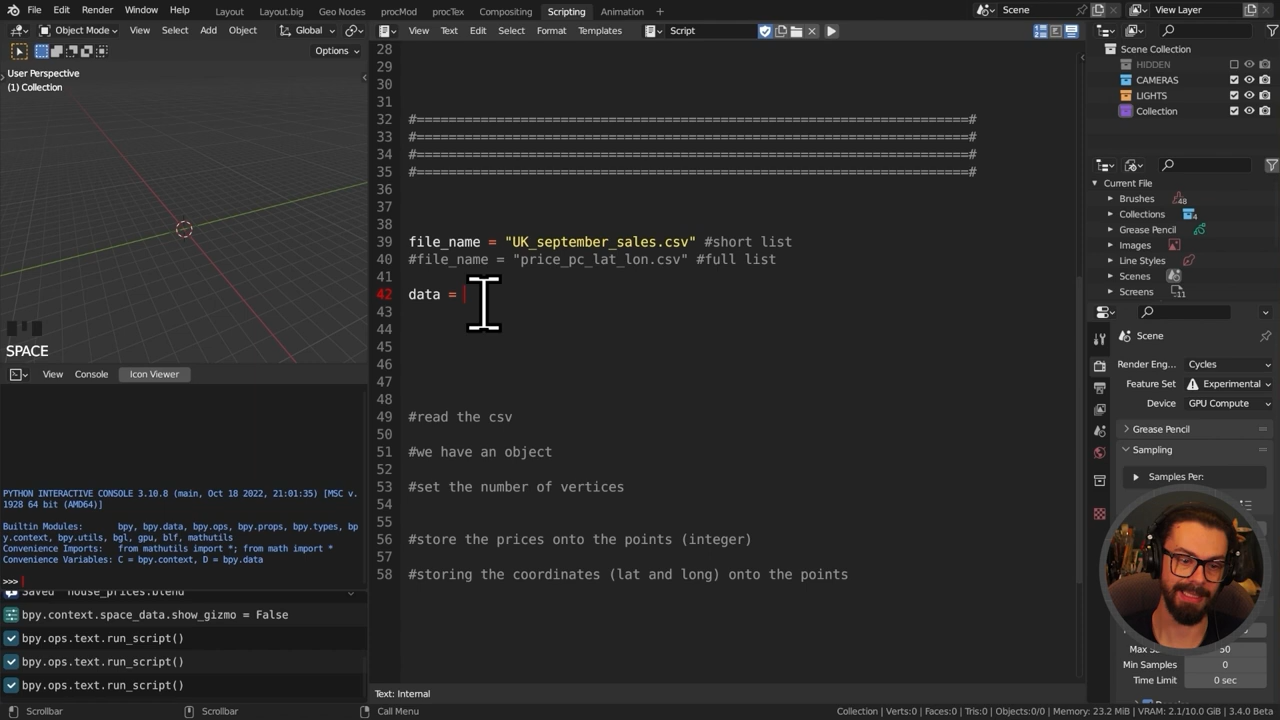 File Edit Render Window Help Layout Layout.big Geo Nodes procMod procTex Compositing Scripting Animation + Scene View Layer
Object Mode View Select Add Object Global
Options
User Perspective
(1) Collection
SPACE
View Console Icon Viewer
PYTHON INTERACTIVE CONSOLE 3.10.8 (main, Oct 18 2022, 21:01:35) [MSC v.
1928 64 bit (AMD64)]
Builtin Modules: bpy, bpy.data, bpy.ops, bpy.props, bpy.types, bp
y.context, bpy.utils, bgl, gpu, blf, mathutils
Convenience Imports: from mathutils import *; from math import *
Convenience Variables: C = bpy.context, D = bpy.data
>>>
Saved "house_prices.blend"
bpy.context.space_data.show_gizmo = False
bpy.ops.text.run_script()
bpy.ops.text.run_script()
bpy.ops.text.run_script()
View Text Edit Select Format Templates Script
28
29
30
31
32 #===================================================================#
33 #===================================================================#
34 #===================================================================#
35 #===================================================================#
36
37
38
39 file_name = "UK_september_sales.csv" #short list
40 #file_name = "price_pc_lat_lon.csv" #full list
41
42 data =
43
44
45
46
47
48
49 #read the csv
50
51 #we have an object
52
53 #set the number of vertices
54
55
56 #store the prices onto the points (integer)
57
58 #storing the coordinates (lat and long) onto the points
Text: Internal
Scene Collection
HIDDEN
CAMERAS
LIGHTS
Collection
Current File
Brushes 48
Collections 4
Grease Pencil
Images
Line Styles
Scenes
Screens 11
Scene
Render Eng... Cycles
Feature Set Experimental
Device GPU Compute
Grease Pencil
Sampling
Samples Per:
Max Sa 50
Min Samples 0
Time Limit 0 sec
Scrollbar Scrollbar Call Menu Collection | Verts:0 | Faces:0 | Tris:0 | Objects:0/0 | Memory: 23.2 MiB | VRAM: 2.1/10.0 GiB | 3.4.0 Beta